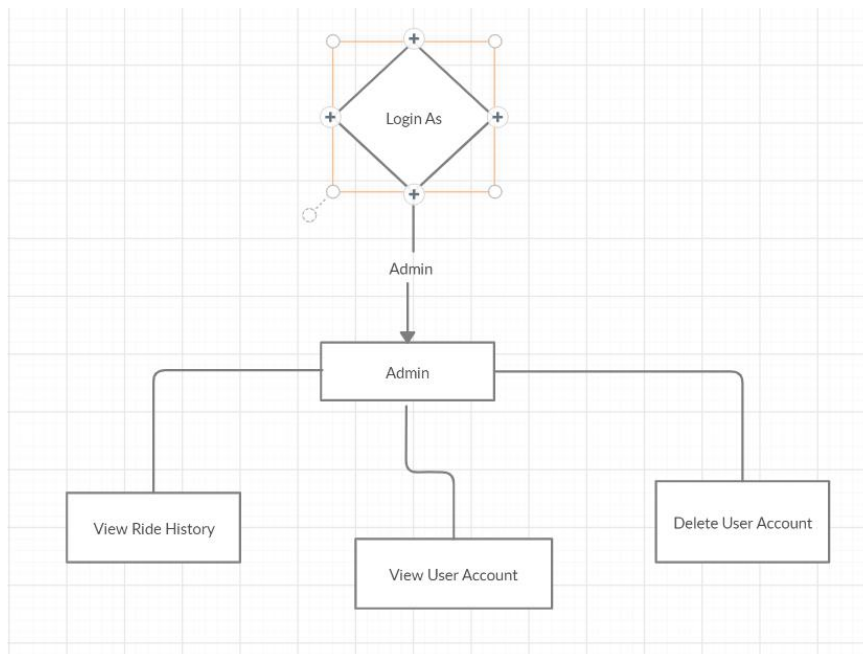 Login As
Admin
Admin
View Ride History
View User Account
Delete User Account